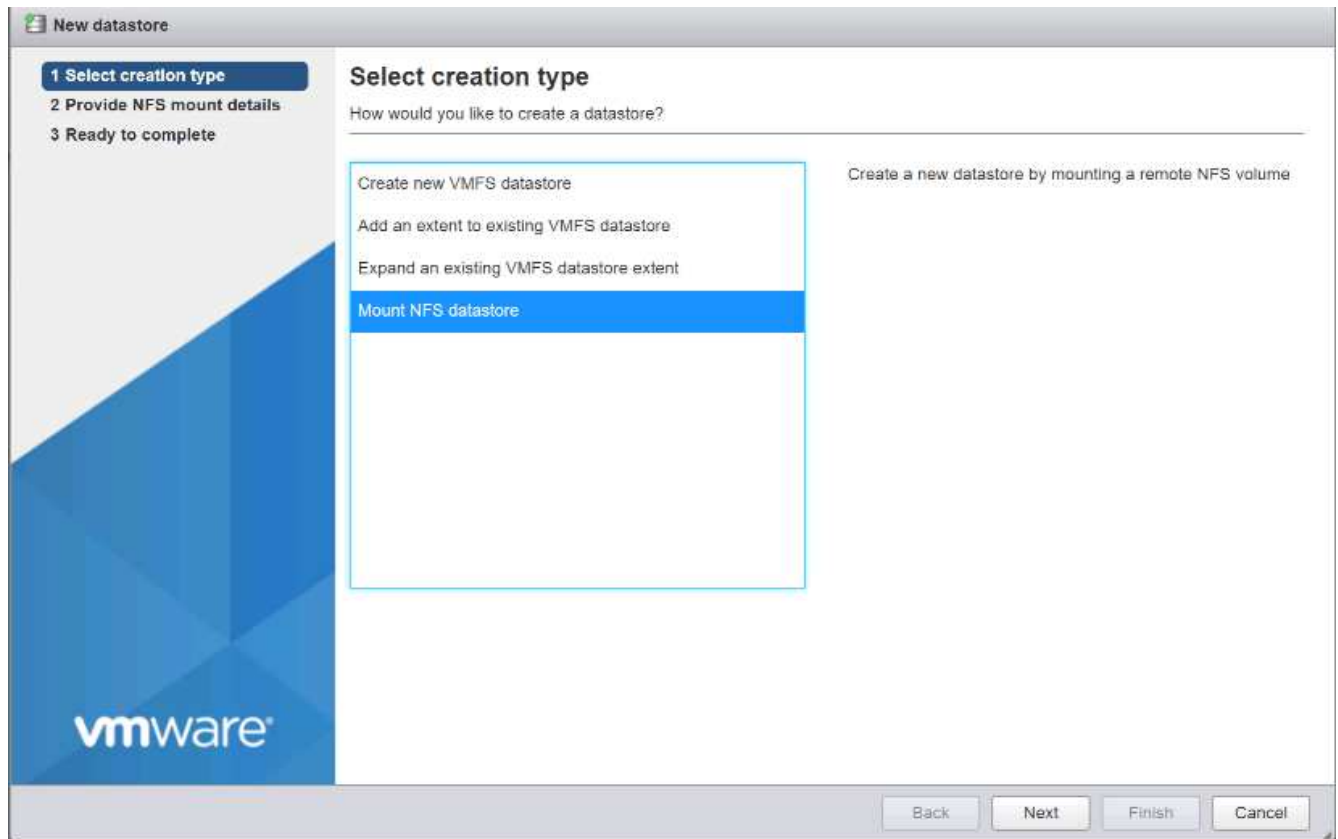 New datastore
1 Select creation type
2 Provide NFS mount details
3 Ready to complete
Select creation type
How would you like to create a datastore?
Create new VMFS datastore
Add an extent to existing VMFS datastore
Expand an existing VMFS datastore extent
Mount NFS datastore
Create a new datastore by mounting a remote NFS volume
vmware®
Back
Next
Finish
Cancel